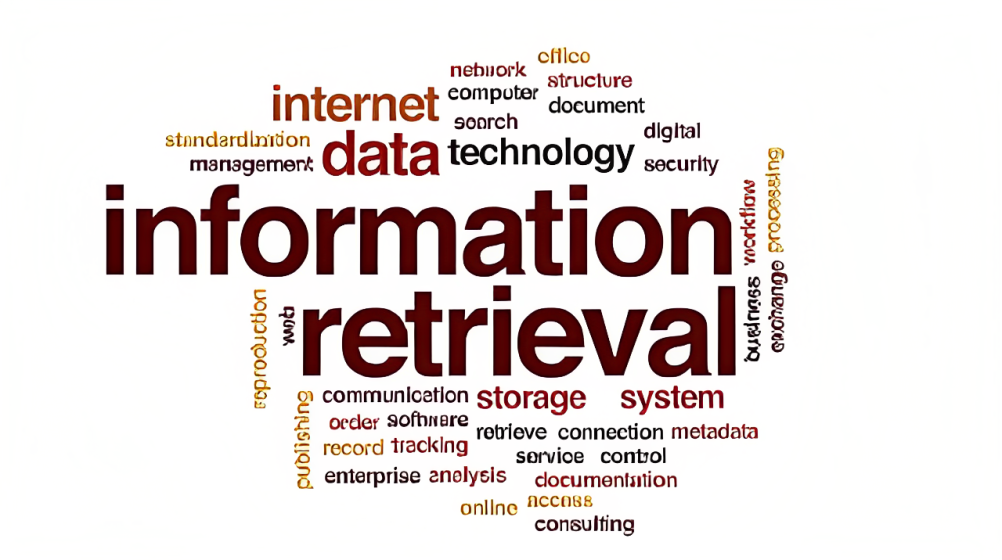 office
network
structure
computer
internet
document
search
digital
standardization
data
technology
management
security
information
workflow
processing
retrieval
business
exchange
reproduction
web
communication
storage
system
publishing
order
software
retrieve
connection
metadata
record
tracking
service
control
enterprise
analysis
documentation
online
access
consulting